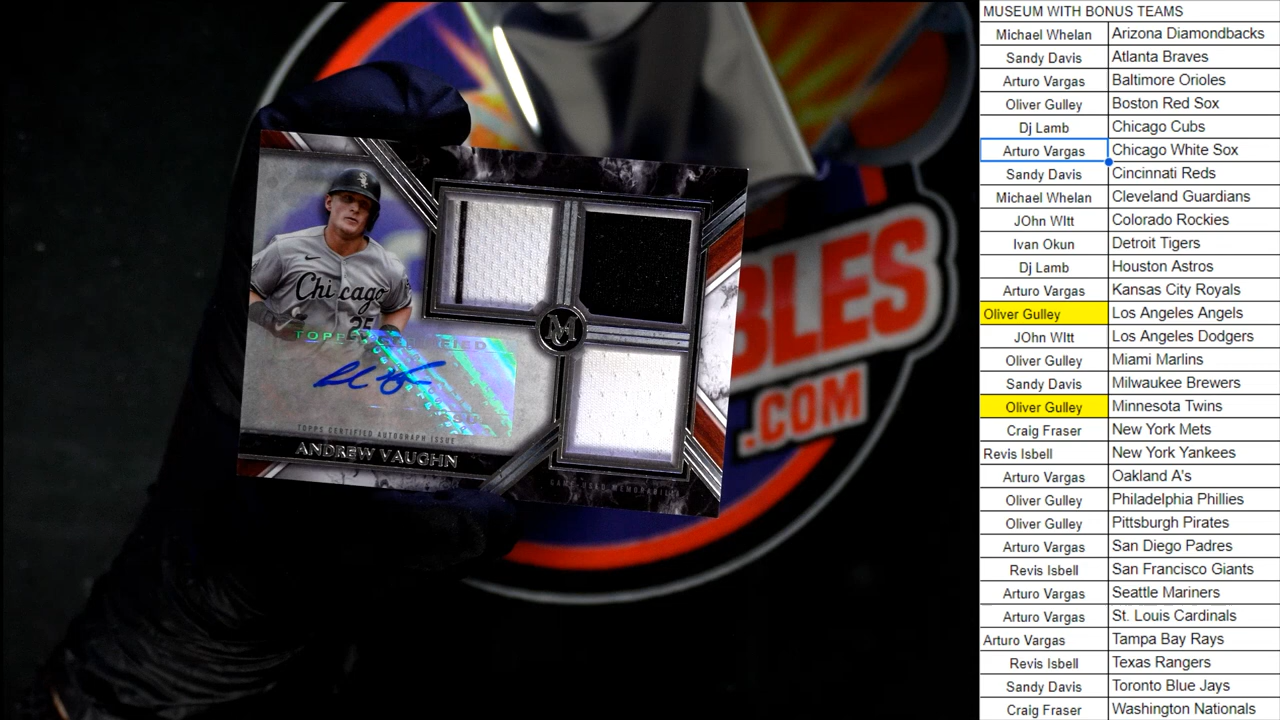 Chicago
25
TOPPS CERTIFIED
TOPPS CERTIFIED AUTOGRAPH ISSUE
ANDREW VAUGHN
GAME-USED MEMORABILIA
BLES
.COM
MUSEUM WITH BONUS TEAMS
Michael Whelan Arizona Diamondbacks
Sandy Davis Atlanta Braves
Arturo Vargas Baltimore Orioles
Oliver Gulley Boston Red Sox
Dj Lamb Chicago Cubs
Arturo Vargas Chicago White Sox
Sandy Davis Cincinnati Reds
Michael Whelan Cleveland Guardians
JOhn WItt Colorado Rockies
Ivan Okun Detroit Tigers
Dj Lamb Houston Astros
Arturo Vargas Kansas City Royals
Oliver Gulley Los Angeles Angels
JOhn WItt Los Angeles Dodgers
Oliver Gulley Miami Marlins
Sandy Davis Milwaukee Brewers
Oliver Gulley Minnesota Twins
Craig Fraser New York Mets
Revis Isbell New York Yankees
Arturo Vargas Oakland A's
Oliver Gulley Philadelphia Phillies
Oliver Gulley Pittsburgh Pirates
Arturo Vargas San Diego Padres
Revis Isbell San Francisco Giants
Arturo Vargas Seattle Mariners
Arturo Vargas St. Louis Cardinals
Arturo Vargas Tampa Bay Rays
Revis Isbell Texas Rangers
Sandy Davis Toronto Blue Jays
Craig Fraser Washington Nationals